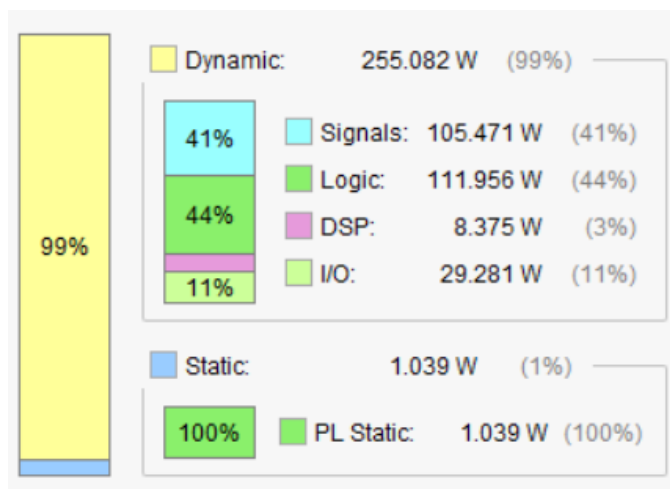 Dynamic: 255.082 W (99%)
41% Signals: 105.471 W (41%)
Logic: 111.956 W (44%)
44% DSP: 8.375 W (3%)
99%
11% I/O: 29.281 W (11%)
Static: 1.039 W (1%)
100% PL Static: 1.039 W (100%)